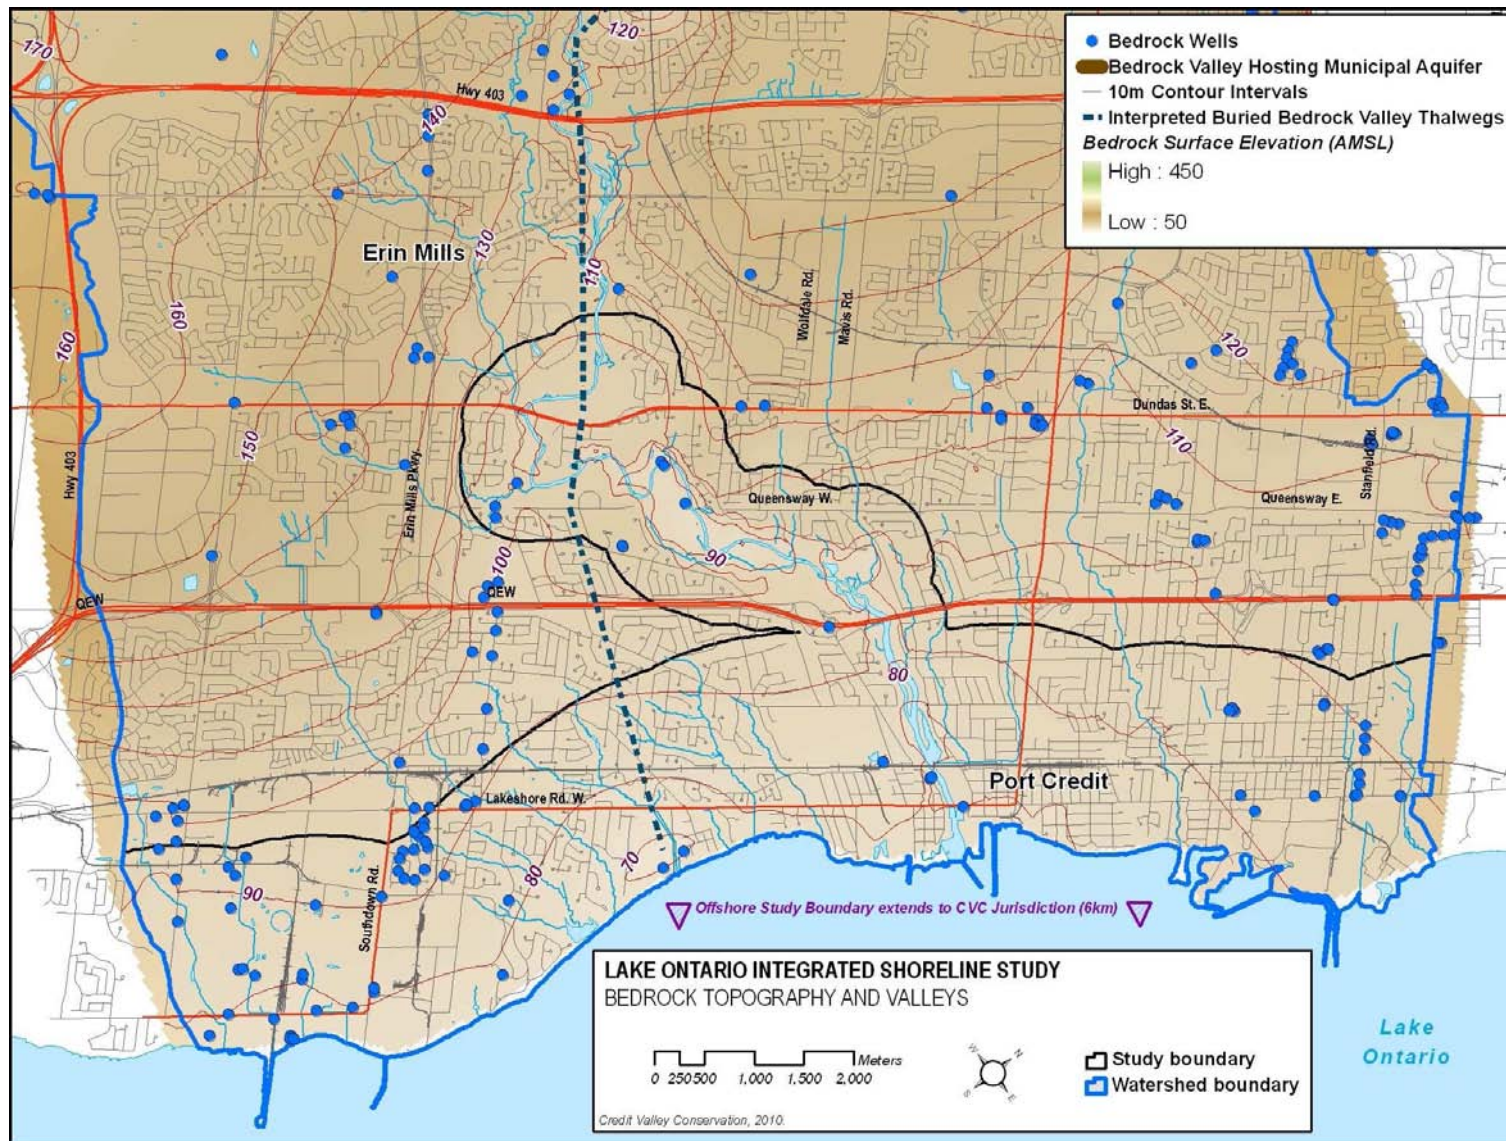 120
170
Hwy 403
140
Bedrock Wells
Bedrock Valley Hosting Municipal Aquifer
10m Contour Intervals
Interpreted Buried Bedrock Valley Thalwegs
Bedrock Surface Elevation (AMSL)
High : 450
Low : 50
Erin Mills
130
110
160
160
Wolfdale Rd.
Mavis Rd.
120
150
Dundas St. E.
110
Hwy 403
Erin Mills Pkwy.
Stanfield Rd.
Queensway W.
Queensway E.
100
90
QEW
QEW
80
Port Credit
Lakeshore Rd. W.
70
80
90
Southdown Rd.
Offshore Study Boundary extends to CVC Jurisdiction (6km)
LAKE ONTARIO INTEGRATED SHORELINE STUDY
BEDROCK TOPOGRAPHY AND VALLEYS
Meters
0 250 500 1,000 1,500 2,000
W N
S E
Study boundary
Watershed boundary
Credit Valley Conservation, 2010.
Lake
Ontario